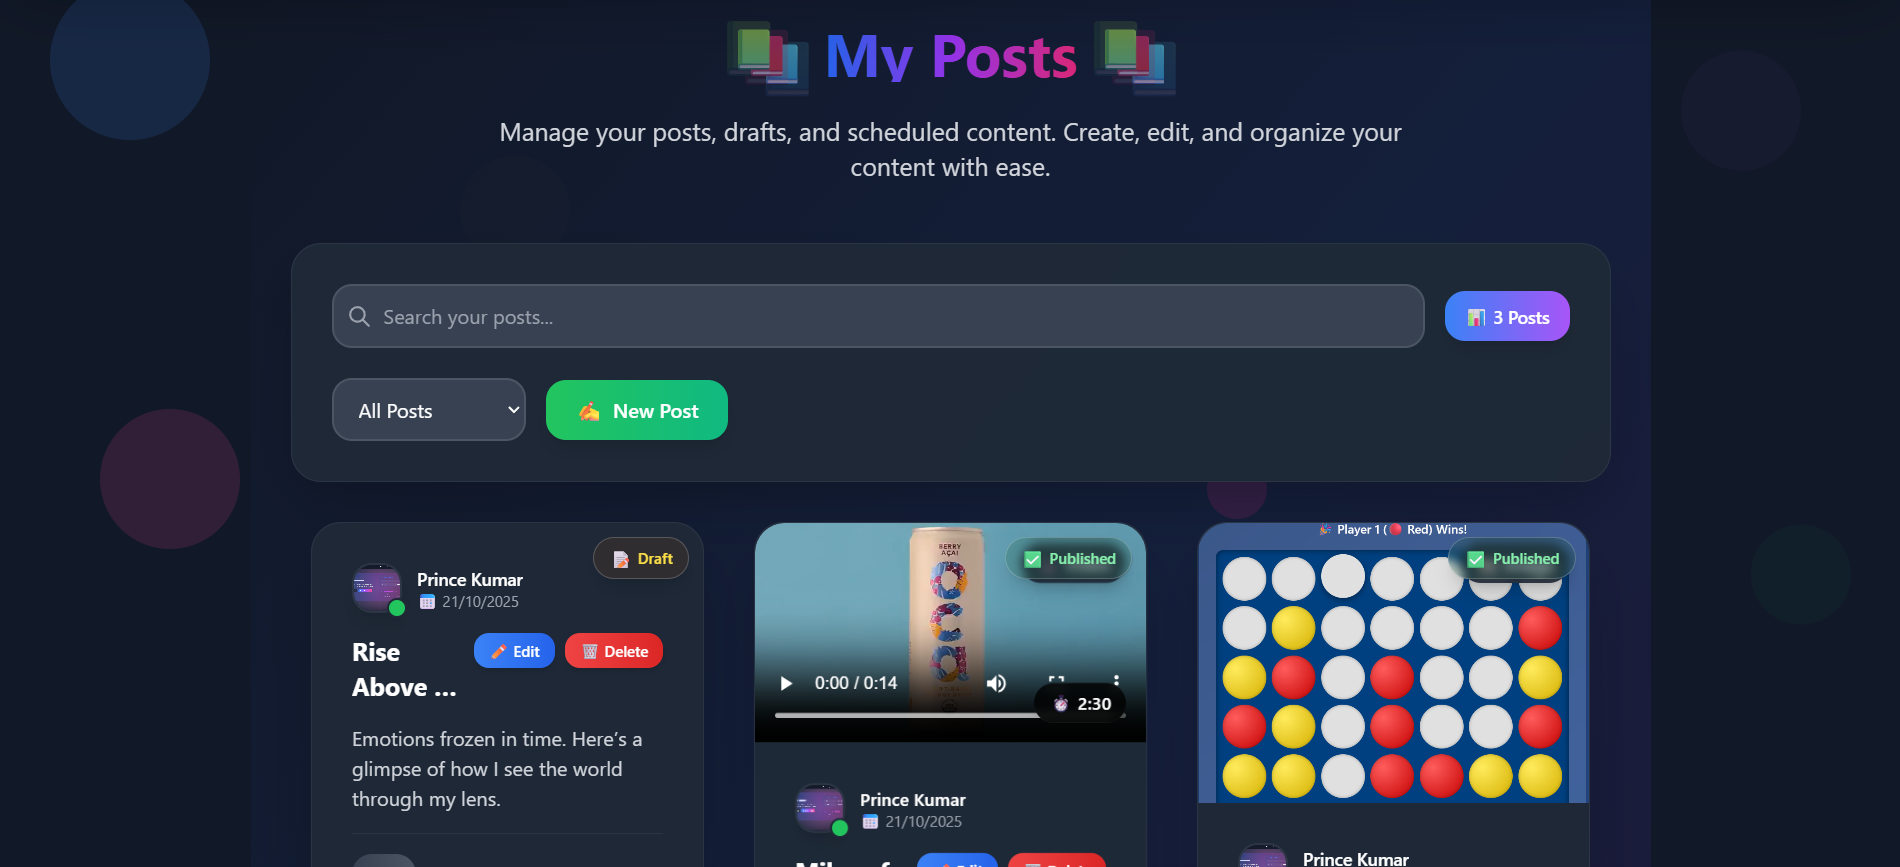 My Posts
Manage your posts, drafts, and scheduled content. Create, edit, and organize your
content with ease.
Search your posts...
3 Posts
All Posts
New Post
Draft
Prince Kumar
21/10/2025
Rise
Above ...
Edit
Delete
Emotions frozen in time. Here’s a
glimpse of how I see the world
through my lens.
BERRY
AÇAÍ
Published
0:00 / 0:14
2:30
Prince Kumar
21/10/2025
Player 1 ( Red) Wins!
Published
Prince Kumar